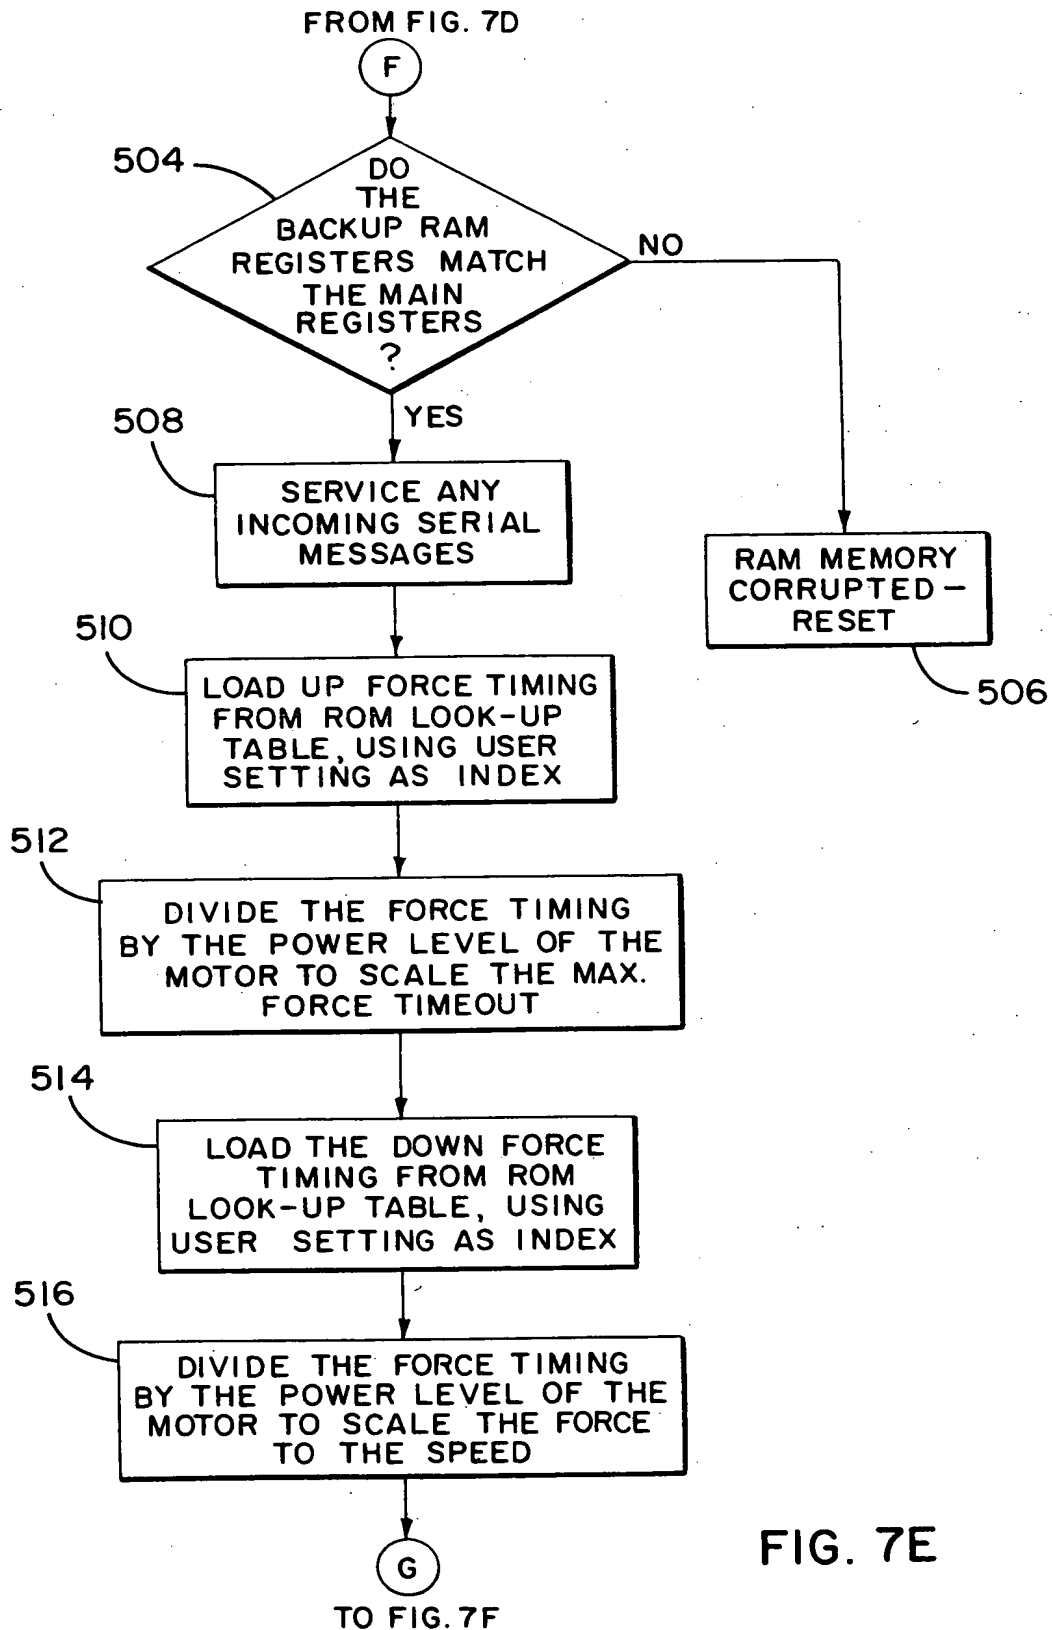 FROM FIG. 7D
F
504
DO
THE
BACKUP RAM
REGISTERS MATCH
THE MAIN
REGISTERS
?
NO
YES
508
SERVICE ANY
INCOMING SERIAL
MESSAGES
RAM MEMORY
CORRUPTED—
RESET
506
510
LOAD UP FORCE TIMING
FROM ROM LOOK-UP
TABLE, USING USER
SETTING AS INDEX
512
DIVIDE THE FORCE TIMING
BY THE POWER LEVEL OF THE
MOTOR TO SCALE THE MAX.
FORCE TIMEOUT
514
LOAD THE DOWN FORCE
TIMING FROM ROM
LOOK-UP TABLE, USING
USER SETTING AS INDEX
516
DIVIDE THE FORCE TIMING
BY THE POWER LEVEL OF THE
MOTOR TO SCALE THE FORCE
TO THE SPEED
G
TO FIG. 7F
FIG. 7E